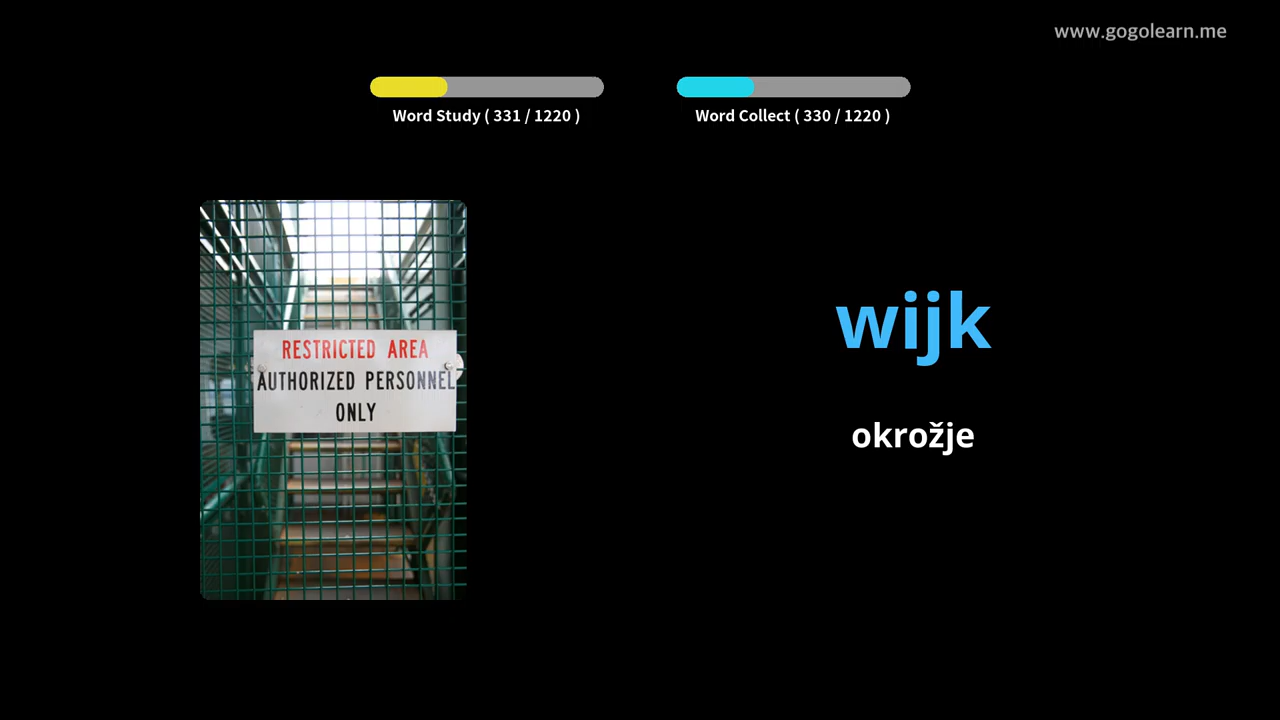 www.gogolearn.me
Word Study ( 331 / 1220 )
Word Collect ( 330 / 1220 )
RESTRICTED AREA
AUTHORIZED PERSONNEL
ONLY
wijk
okrožje